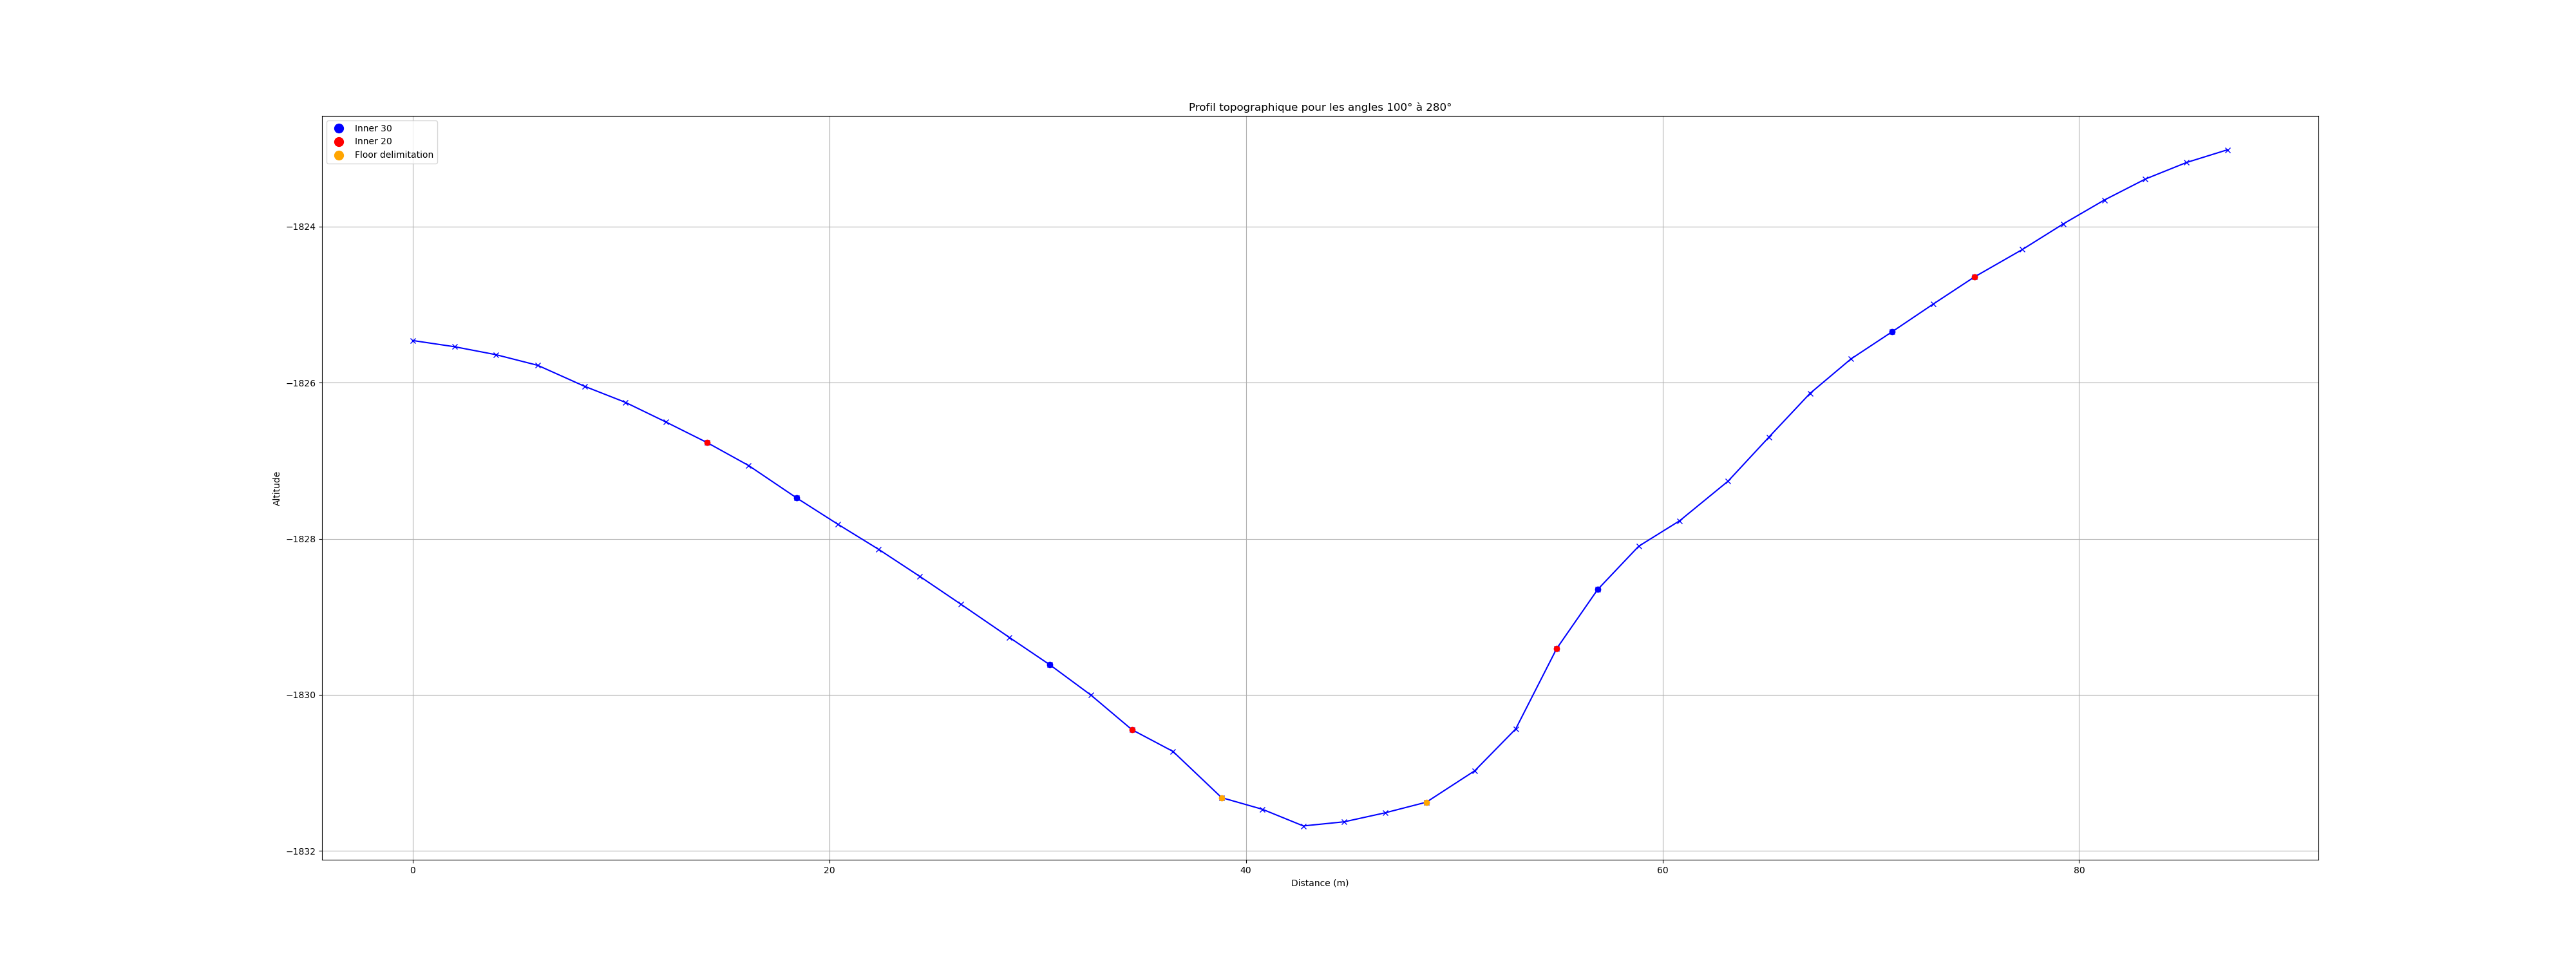 Profil topographique pour les angles 100° à 280°
Inner 30
Inner 20
Floor delimitation
−1824
−1826
−1828
−1830
−1832
Altitude
0 20 40 60 80
Distance (m)